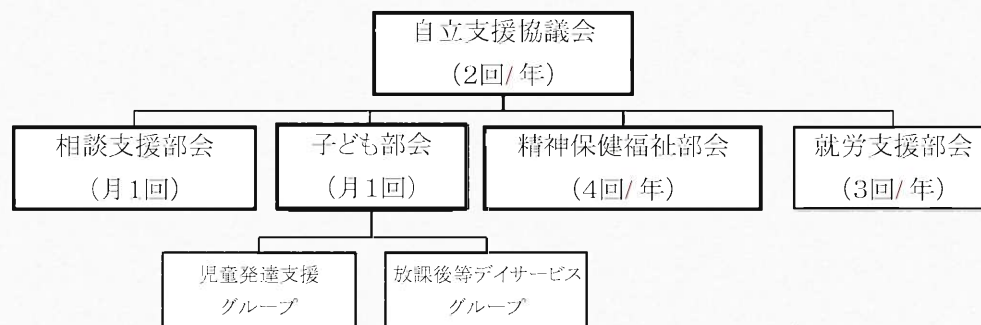 自立支援協議会
(2回/年)
相談支援部会
(月1回)
子ども部会
(月1回)
精神保健福祉部会
(4回/年)
就労支援部会
(3回/年)
児童発達支援
グループ
放課後等デイサービス
グループ